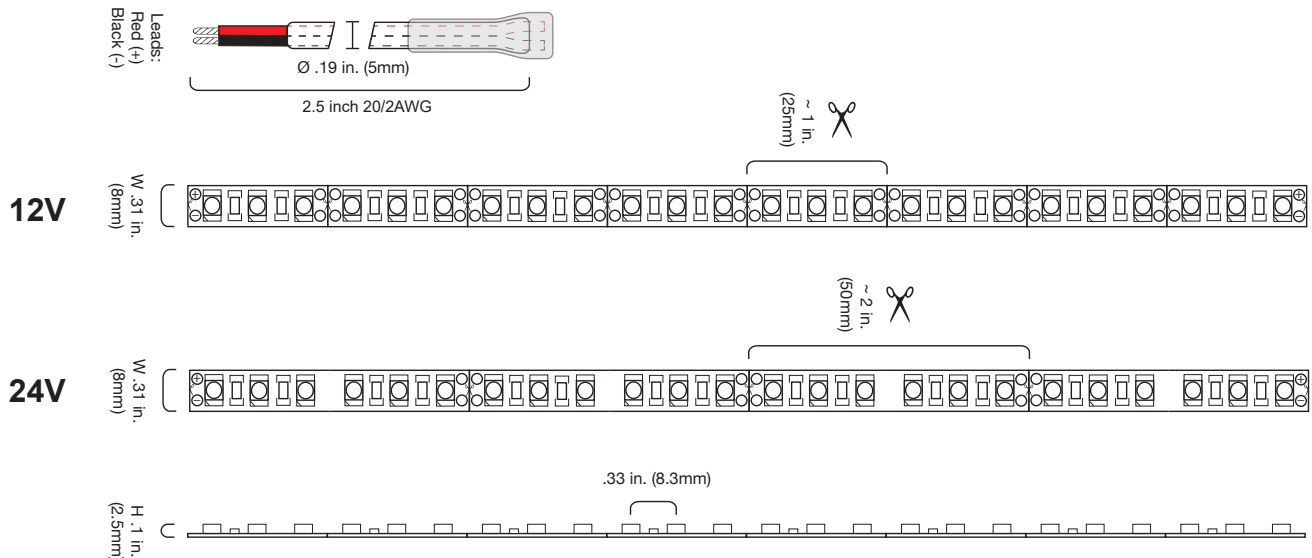 Leads:
Red (+)
Black (-)
Ø .19 in. (5mm)
2.5 inch 20/2AWG
~ 1 in.
(25mm)
12V
W .31 in.
(8mm)
+
-
+
-
~ 2 in.
(50mm)
24V
W .31 in.
(8mm)
+
-
+
-
.33 in. (8.3mm)
H .1 in.
(2.5mm)